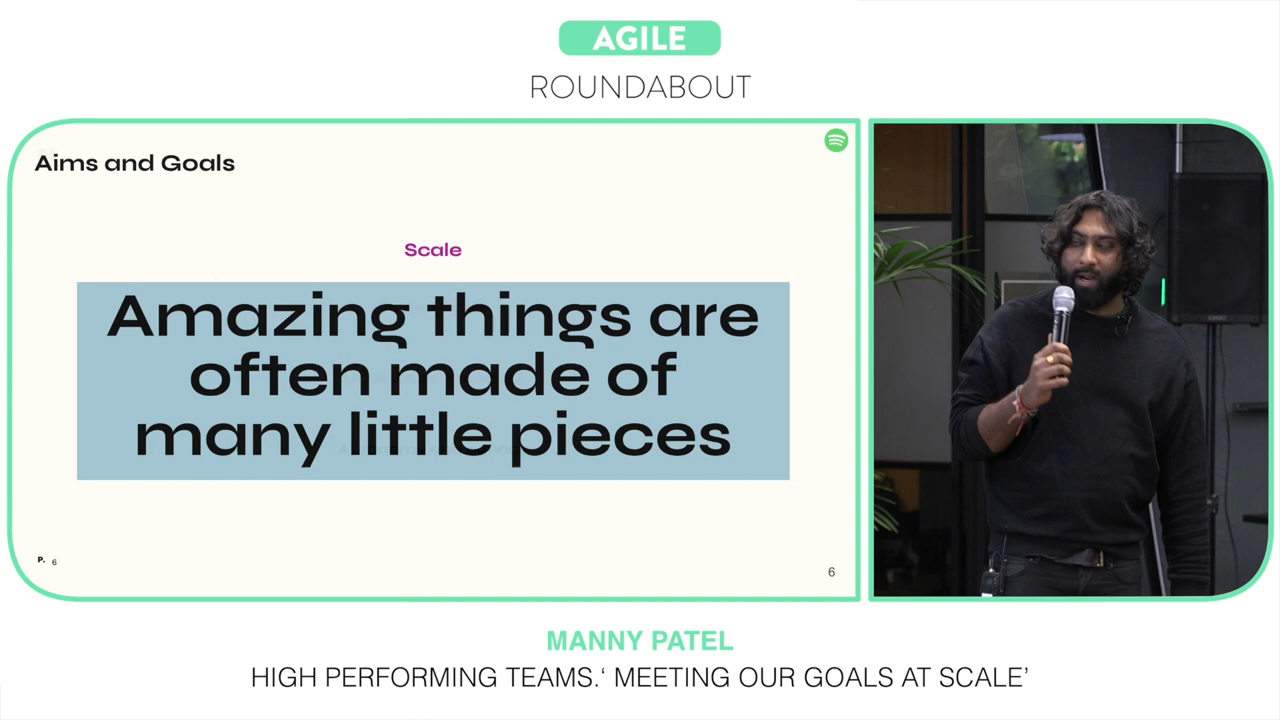 AGILE
ROUNDABOUT
Aims and Goals
Scale
Amazing things are
often made of
many little pieces
P. 6
6
MANNY PATEL
HIGH PERFORMING TEAMS.‘ MEETING OUR GOALS AT SCALE’